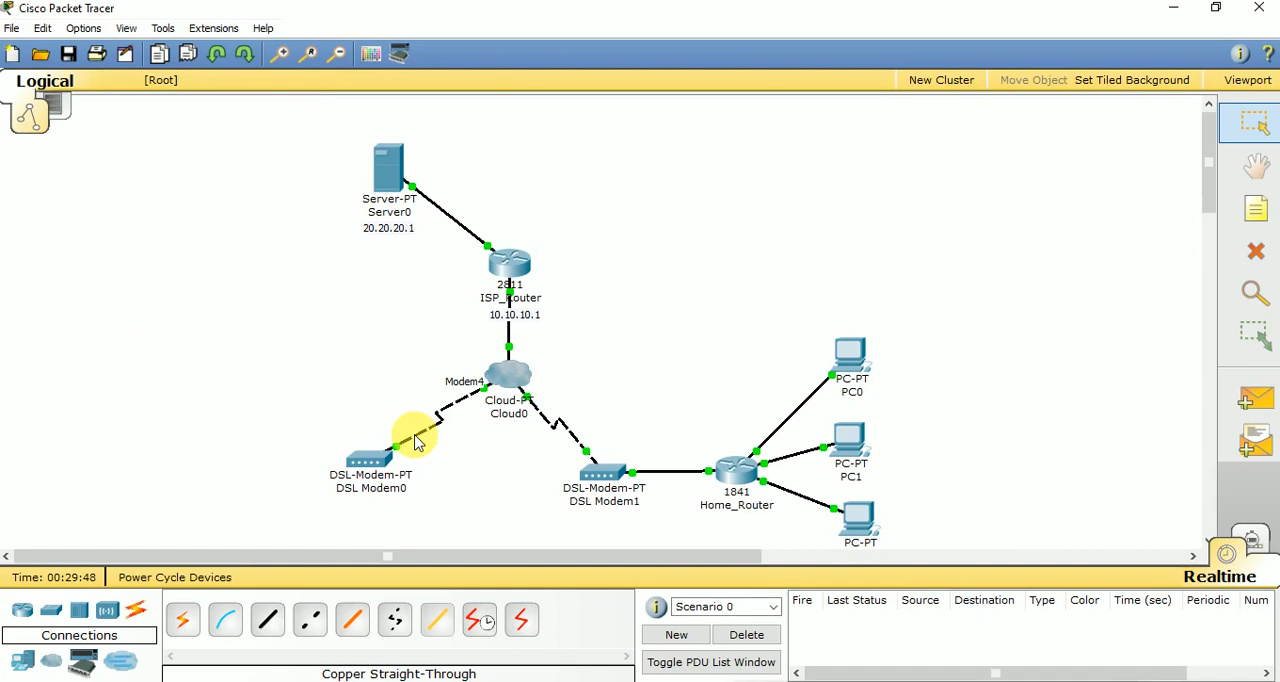 Cisco Packet Tracer
File Edit Options View Tools Extensions Help
Logical [Root] New Cluster Move Object Set Tiled Background Viewport
Server-PT
Server0
20.20.20.1
2811
ISP_Router
10.10.10.1
Modem4
Cloud-PT
Cloud0
DSL-Modem-PT
DSL Modem0
DSL-Modem-PT
DSL Modem1
1841
Home_Router
PC-PT
PC0
PC-PT
PC1
PC-PT
Time: 00:29:48 Power Cycle Devices Realtime
Connections
Copper Straight-Through
Scenario 0
New Delete
Toggle PDU List Window
Fire Last Status Source Destination Type Color Time (sec) Periodic Num